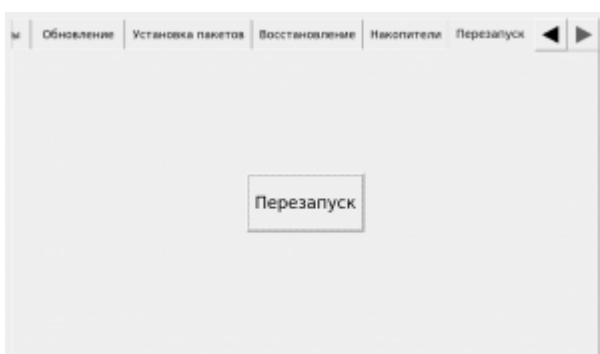 ы Обновление Установка пакетов Восстановление Накопители Перезапуск
Перезапуск